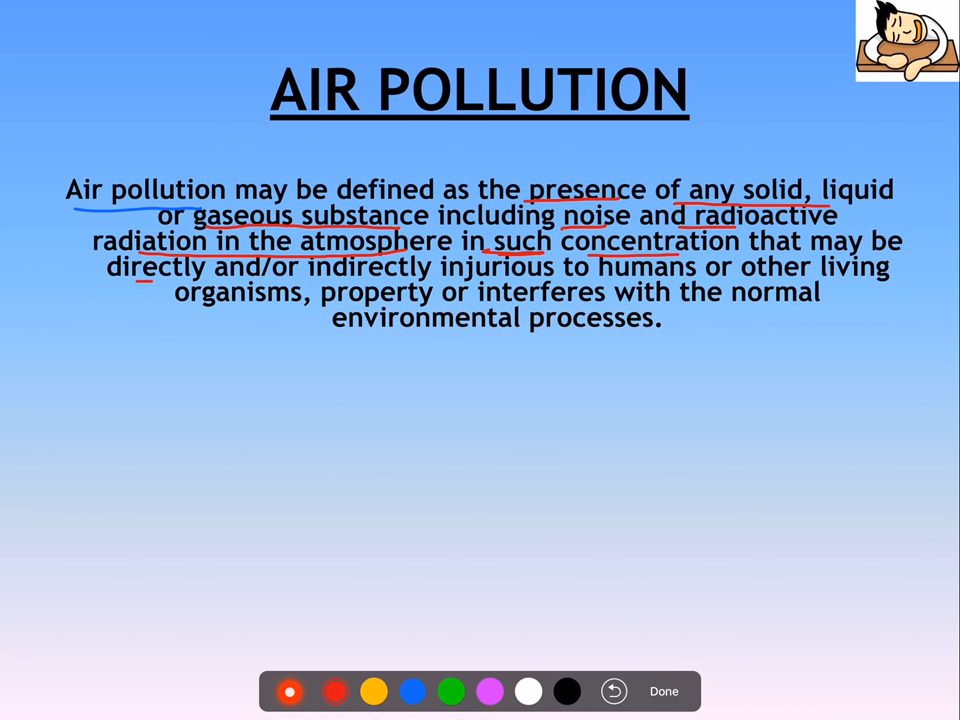 AIR POLLUTION
Air pollution may be defined as the presence of any solid, liquid
or gaseous substance including noise and radioactive
radiation in the atmosphere in such concentration that may be
directly and/or indirectly injurious to humans or other living
organisms, property or interferes with the normal
environmental processes.
Done